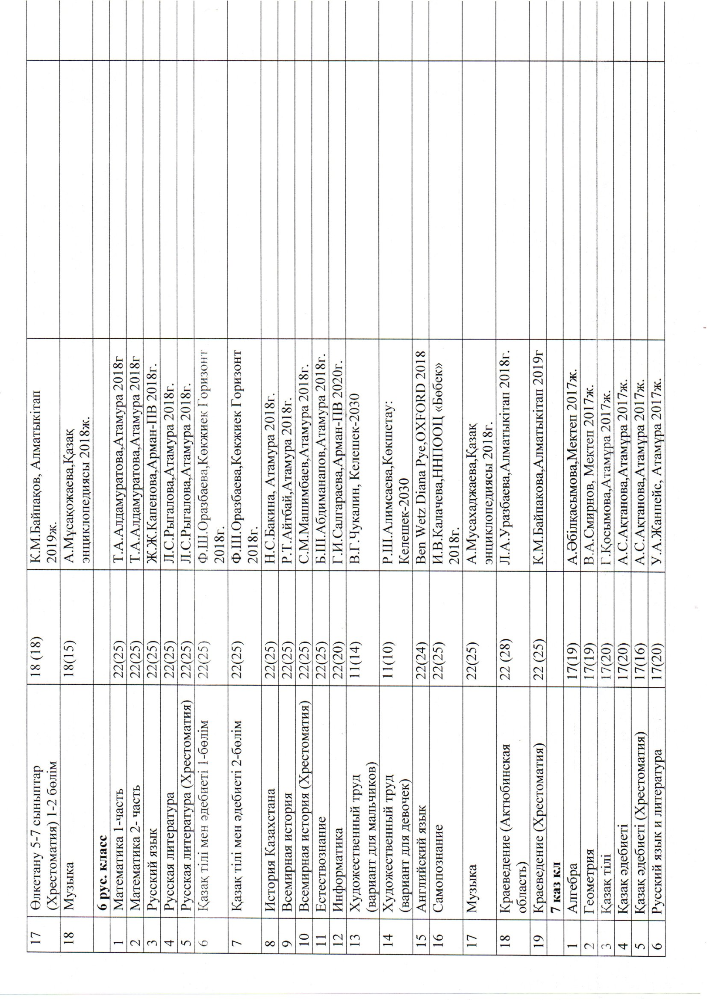 17 Өлкетану 5-7 сыныптар 18 (18) К.М.Байпақов, Алматыкітап
(Хрестоматия) 1-2 бөлім 2019ж.
18 Музыка 18(15) А.Мұсақожаева,Қазақ
энциклопедиясы 2018ж.
6 рус. класс
1 Математика 1-часть 22(25) Т.А.Алдамуратова,Атамура 2018г
2 Математика 2- часть 22(25) Т.А.Алдамуратова,Атамура 2018г
3 Русский язык 22(25) Ж.Ж.Капенова,Арман-ПВ 2018г.
4 Русская литература 22(25) Л.С.Рыгалова,Атамура 2018г.
5 Русская литература (Хрестоматия) 22(25) Л.С.Рыгалова,Атамура 2018г.
6 Қазақ тілі мен әдебиеті 1-бөлім 22(25) Ф.Ш.Оразбаева,Көкжиек Горизонт
2018г.
7 Қазақ тілі мен әдебиеті 2-бөлім 22(25) Ф.Ш.Оразбаева,Көкжиек Горизонт
2018г.
8 История Казахстана 22(25) Н.С.Бакина, Атамура 2018г.
9 Всемирная история 22(25) Р.Т.Айтбай,Атамура 2018г.
10 Всемирная история (Хрестоматия) 22(25) С.М.Машимбаев,Атамура 2018г.
11 Естествознание 22(25) Б.Ш.Абдиманапов,Атамура 2018г.
12 Информатика 22(20) Г.И.Салгараева,Арман-ПВ 2020г.
13 Художественный труд 11(14) В.Г.Чукалин, Келешек-2030
(вариант для мальчиков)
14 Художественный труд 11(10) Р.Ш.Алимсаева,Көкшетау:
(вариант для девочек) Келешек-2030
15 Английский язык 22(24) Ben Wetz Diana Pye,OXFORD 2018
16 Самопознание 22(25) И.В.Калачева,ННПООЦ «Бөбек»
2018г.
17 Музыка 22(25) А.Мусахаджаева,Қазақ
энциклопедиясы 2018г.
18 Краеведение (Актюбинская 22 (28) Л.А.Уразбаева,Алматыкітап 2018г.
область)
19 Краеведение (Хрестоматия) 22 (25) К.М.Байпакова,Алматыкітап 2019г
7 каз кл
1 Алгебра 17(19) А.Әбілқасымова,Мектеп 2017ж.
2 Геометрия 17(19) В.А.Смирнов, Мектеп 2017ж.
3 Қазақ тілі 17(20) Г.Қосымова,Атамұра 2017ж.
4 Қазақ әдебиеті 17(20) А.С.Ақтанова,Атамұра 2017ж.
5 Қазақ әдебиеті (Хрестоматия) 17(16) А.С.Ақтанова,Атамұра 2017ж.
6 Русский язык и литература 17(20) У.А.Жанпейс, Атамұра 2017ж.